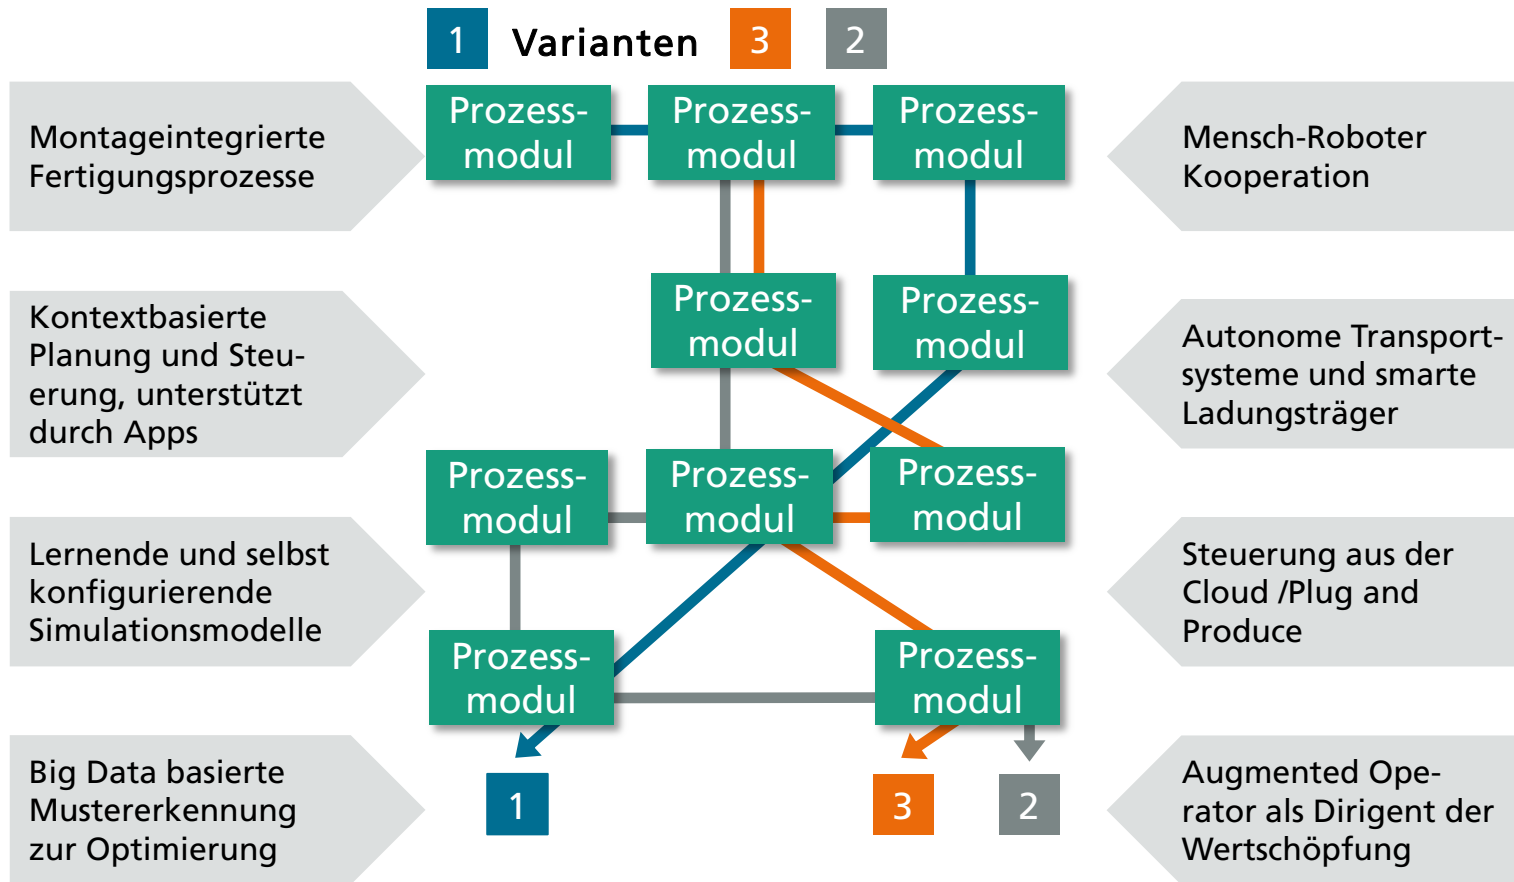 1 Varianten 3 2
Montageintegrierte
Fertigungsprozesse
Prozess-
modul
Prozess-
modul
Prozess-
modul
Mensch-Roboter
Kooperation
Kontextbasierte
Planung und Steu-
erung, unterstützt
durch Apps
Prozess-
modul
Prozess-
modul
Autonome Transport-
systeme und smarte
Ladungsträger
Lernende und selbst
konfigurierende
Simulationsmodelle
Prozess-
modul
Prozess-
modul
Prozess-
modul
Steuerung aus der
Cloud /Plug and
Produce
Prozess-
modul
Prozess-
modul
Big Data basierte
Mustererkennung
zur Optimierung
1
3
2
Augmented Ope-
rator als Dirigent der
Wertschöpfung